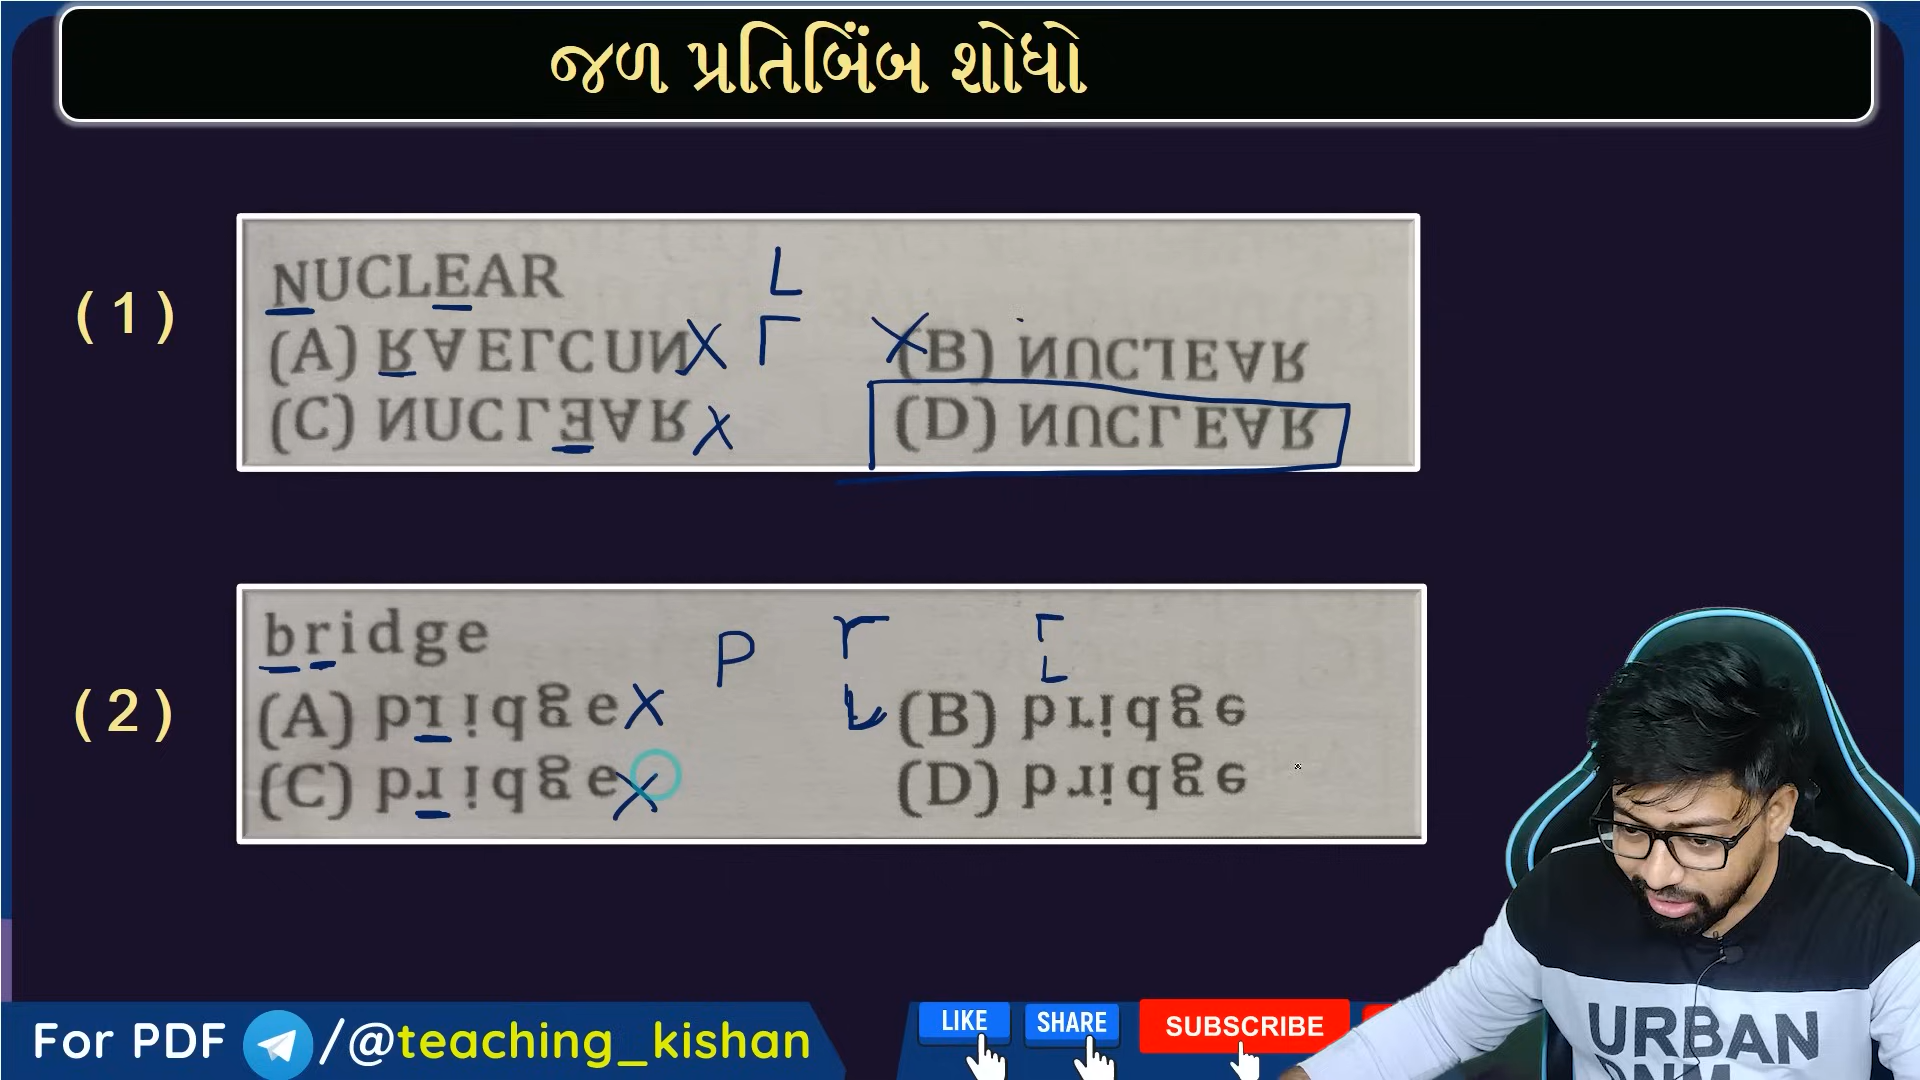 જળ પ્રતિબિંબ શોધો
(1)
NUCLEAR
L
(A) RAELCUN X
Γ
X (B) NUCLEAR
(C) NUCLEAR X
(D) NUCLEAR
(2)
bridge
P
r
(A) bridge X
(B) bridge
(C) bridge X
(D) bridge
For PDF /@teaching_kishan
LIKE
SHARE
SUBSCRIBE
URBAN